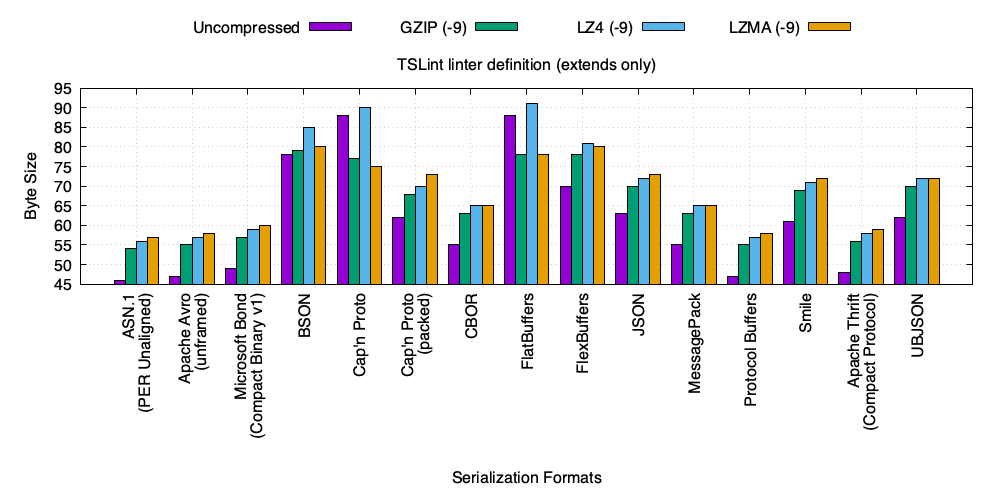 Uncompressed GZIP (-9) LZ4 (-9) LZMA (-9)
TSLint linter definition (extends only)
Byte Size
95
90
85
80
75
70
65
60
55
50
45
ASN.1
(PER Unaligned)
Apache Avro
(unframed)
Microsoft Bond
(Compact Binary v1)
BSON
Cap'n Proto
Cap'n Proto
(packed)
CBOR
FlatBuffers
FlexBuffers
JSON
MessagePack
Protocol Buffers
Smile
Apache Thrift
(Compact Protocol)
UBJSON
Serialization Formats